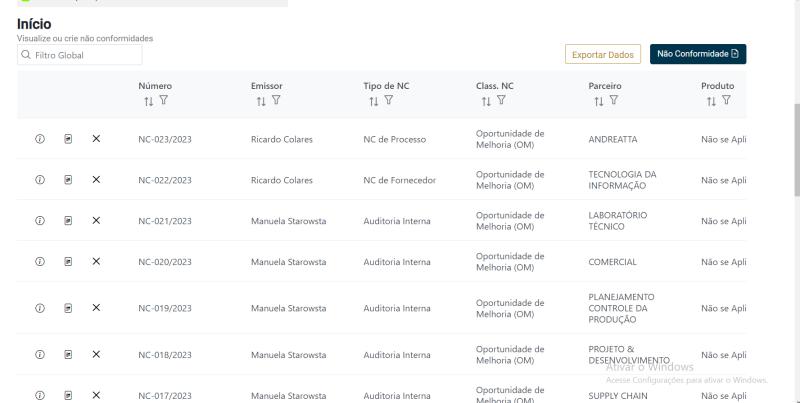 Início
Visualize ou crie não conformidades
Filtro Global
Exportar Dados
Não Conformidade
Número Emissor Tipo de NC Class. NC Parceiro Produto
NC-023/2023 Ricardo Colares NC de Processo Oportunidade de Melhoria (OM) ANDREATTA Não se Apli
NC-022/2023 Ricardo Colares NC de Fornecedor Oportunidade de Melhoria (OM) TECNOLOGIA DA INFORMAÇÃO Não se Apli
NC-021/2023 Manuela Starowsta Auditoria Interna Oportunidade de Melhoria (OM) LABORATÓRIO TÉCNICO Não se Apli
NC-020/2023 Manuela Starowsta Auditoria Interna Oportunidade de Melhoria (OM) COMERCIAL Não se Apli
NC-019/2023 Manuela Starowsta Auditoria Interna Oportunidade de Melhoria (OM) PLANEJAMENTO CONTROLE DA PRODUÇÃO Não se Apli
NC-018/2023 Manuela Starowsta Auditoria Interna Oportunidade de Melhoria (OM) PROJETO & DESENVOLVIMENTO Não se Apli
Ativar o Windows
Acesse Configurações para ativar o Windows.
NC-017/2023 Manuela Starowsta Auditoria Interna Oportunidade de Melhoria (OM) SUPPLY CHAIN Não se Apli